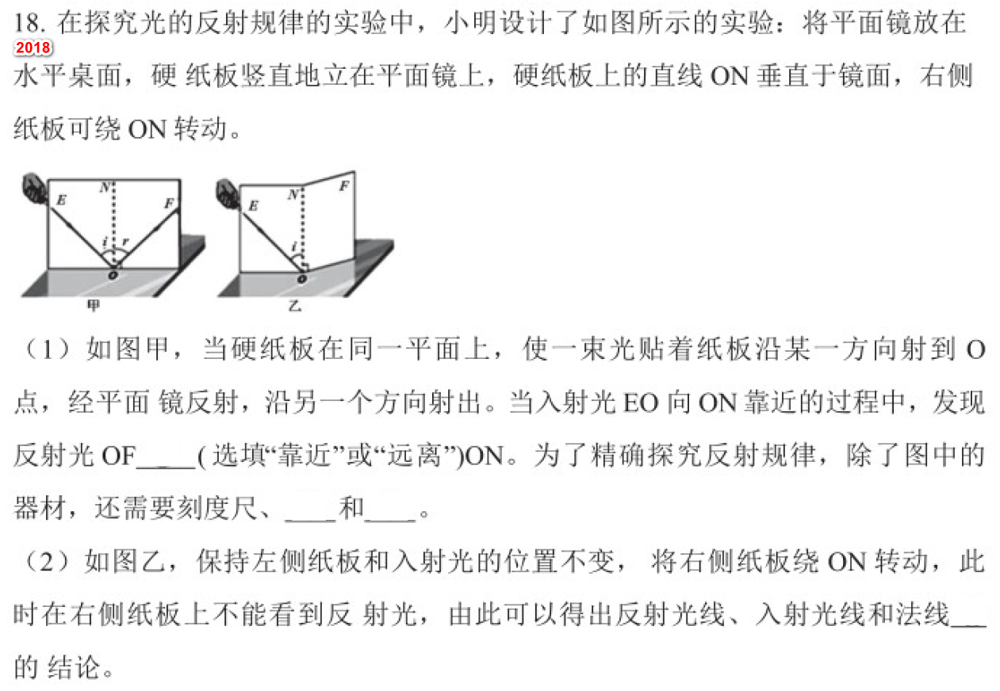 18. 在探究光的反射规律的实验中，小明设计了如图所示的实验：将平面镜放在
2018
水平桌面，硬 纸板竖直地立在平面镜上，硬纸板上的直线 ON 垂直于镜面，右侧
纸板可绕 ON 转动。
E N F i r O
E N F i O
甲 乙
（1）如图甲，当硬纸板在同一平面上，使一束光贴着纸板沿某一方向射到 O
点，经平面 镜反射，沿另一个方向射出。当入射光 EO 向 ON 靠近的过程中，发现
反射光 OF____( 选填“靠近”或“远离”)ON。为了精确探究反射规律，除了图中的
器材，还需要刻度尺、____和____。
（2）如图乙，保持左侧纸板和入射光的位置不变， 将右侧纸板绕 ON 转动，此
时在右侧纸板上不能看到反 射光，由此可以得出反射光线、入射光线和法线___
的 结论。